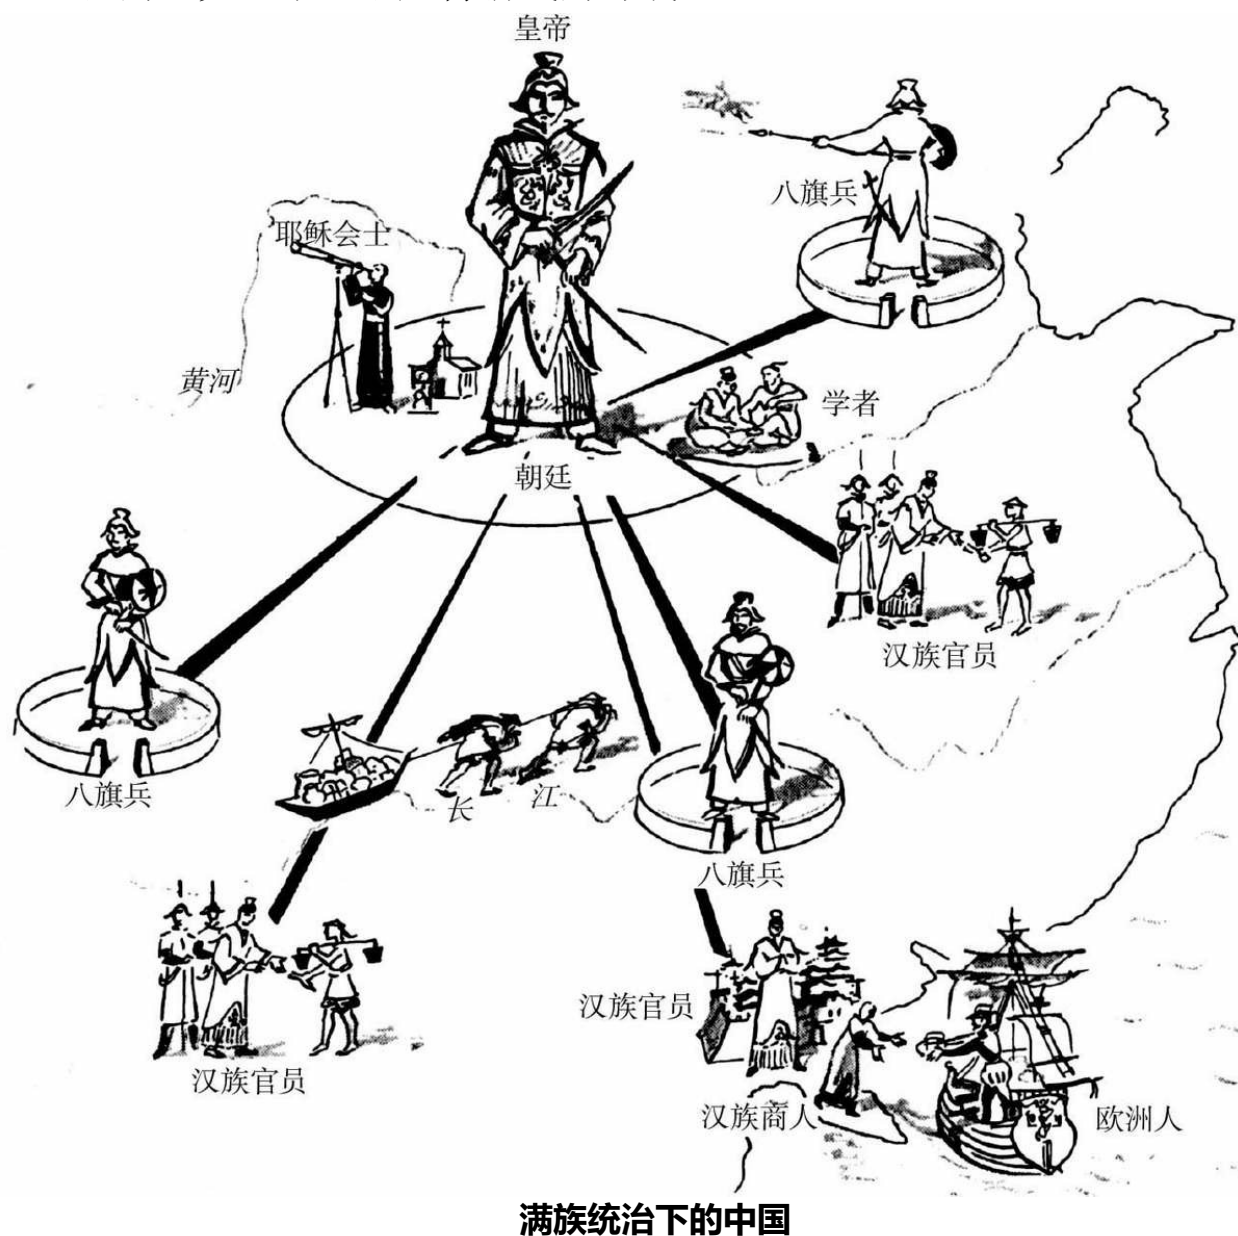 皇帝
八旗兵
耶稣会士
黄河
学者
朝廷
汉族官员
八旗兵
长江
八旗兵
汉族官员
汉族官员
汉族商人
欧洲人
满族统治下的中国